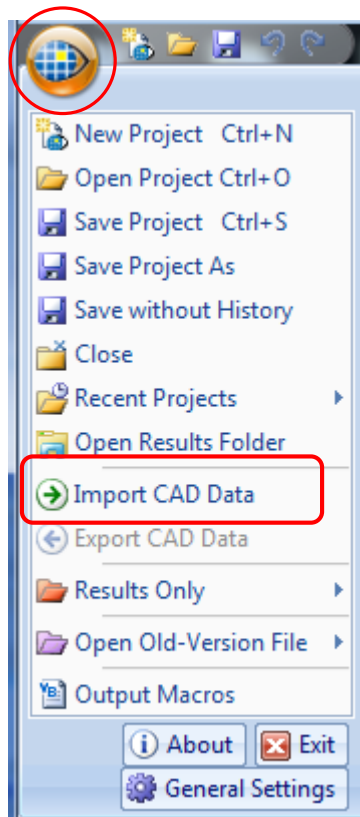 New Project Ctrl+N
Open Project Ctrl+O
Save Project Ctrl+S
Save Project As
Save without History
Close
Recent Projects
Open Results Folder
Import CAD Data
Export CAD Data
Results Only
Open Old-Version File
Output Macros
About Exit
General Settings